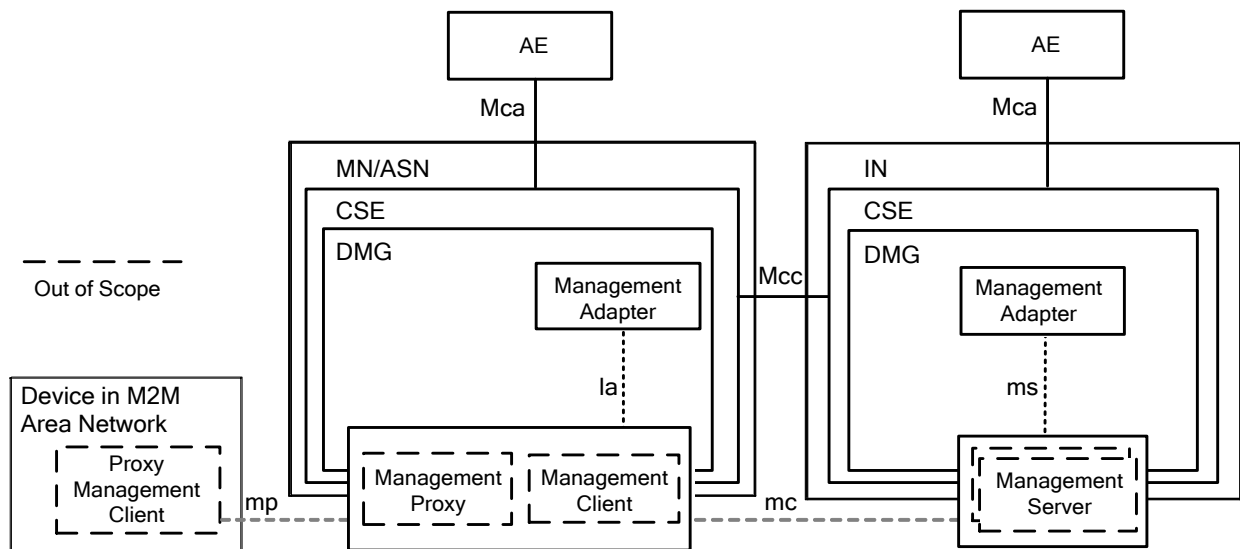 AE
AE
Mca
Mca
MN/ASN
IN
CSE
CSE
DMG
DMG
Out of Scope
Management
Adapter
Mcc
Management
Adapter
la
ms
Device in M2M
Area Network
Proxy
Management
Client
mp
Management
Proxy
Management
Client
mc
Management
Server